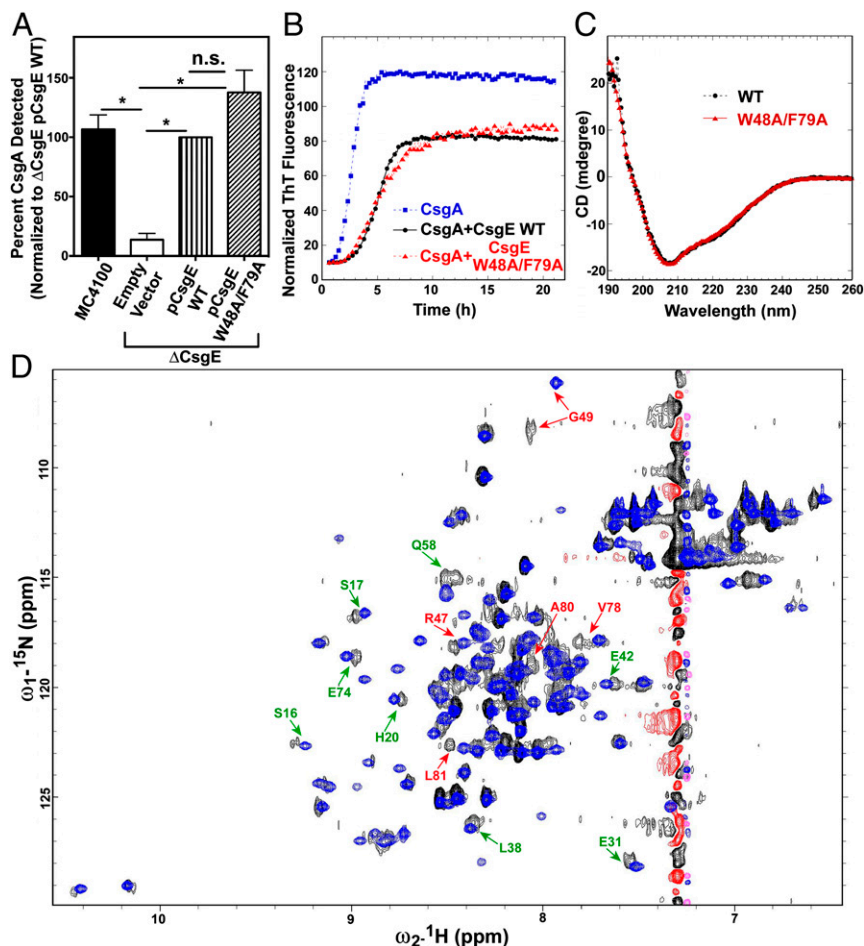 A
Percent CsgA Detected
(Normalized to ΔCsgE pCsgE WT)
150
100
50
0
n.s.
*
*
*
MC4100
Empty
Vector
pCsgE
WT
pCsgE
W48A/F79A
ΔCsgE
B
Normalized ThT Fluorescence
120
100
80
60
40
20
0
0
5
10
15
20
CsgA
CsgA+CsgE WT
CsgA+ CsgE
W48A/F79A
Time (h)
C
CD (mdegree)
20
10
0
-10
-20
190
200
210
220
230
240
250
260
WT
W48A/F79A
Wavelength (nm)
D
ω1-15N (ppm)
110
115
120
125
G49
Q58
S17
R47
A80
V78
E74
E42
H20
S16
L81
L38
E31
10
9
8
7
ω2-1H (ppm)